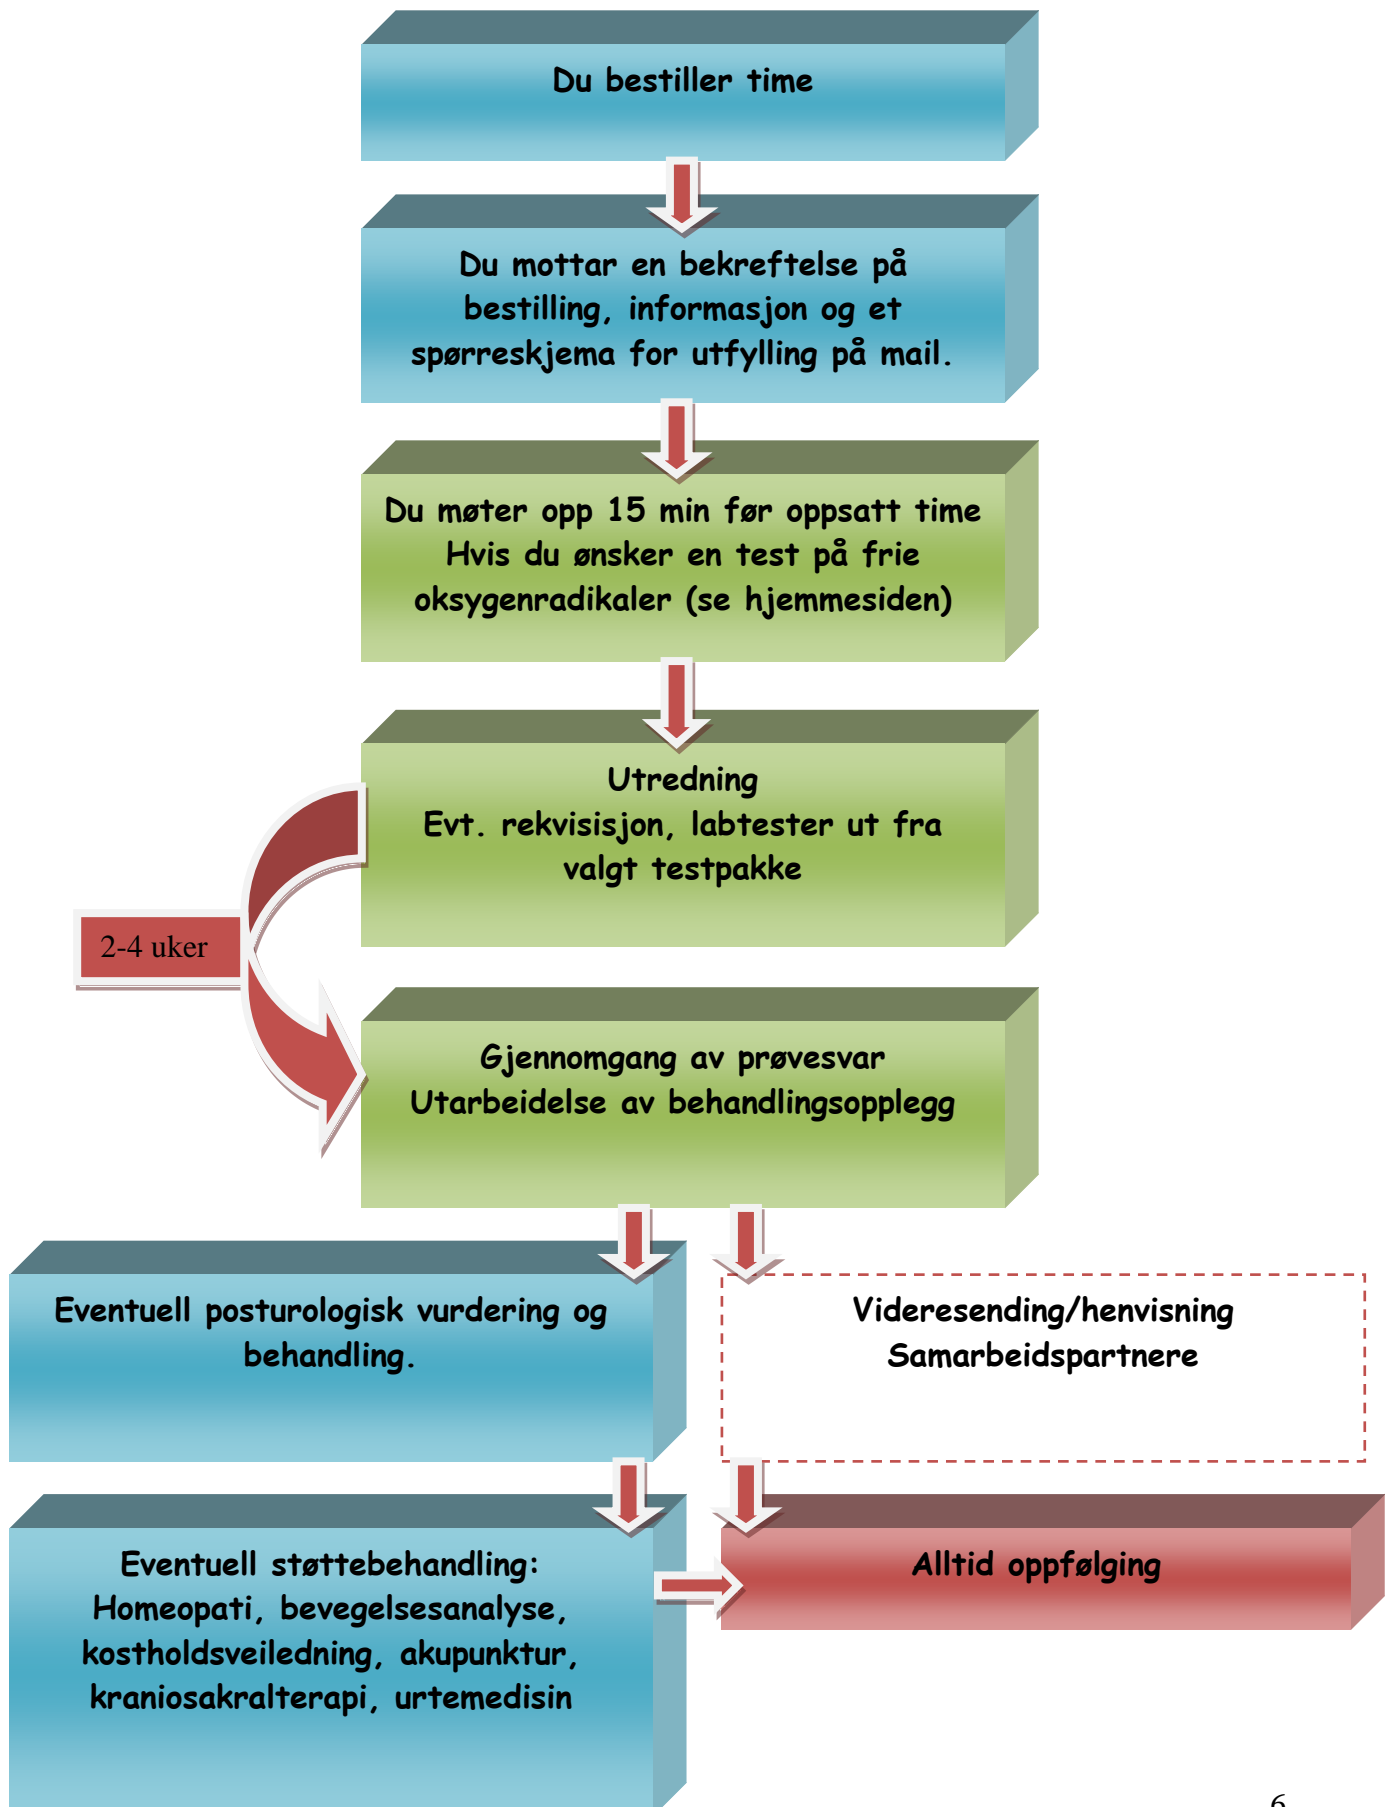 Du bestiller time
Du mottar en bekreftelse på
bestilling, informasjon og et
spørreskjema for utfylling på mail.
Du møter opp 15 min før oppsatt time
Hvis du ønsker en test på frie
oksygenradikaler (se hjemmesiden)
Utredning
Evt. rekvisisjon, labtester ut fra
valgt testpakke
2-4 uker
Gjennomgang av prøvesvar
Utarbeidelse av behandlingsopplegg
Eventuell posturologisk vurdering og
behandling.
Videresending/henvisning
Samarbeidspartnere
Eventuell støttebehandling:
Homeopati, bevegelsesanalyse,
kostholdsveiledning, akupunktur,
kraniosakralterapi, urtemedisin
Alltid oppfølging
6